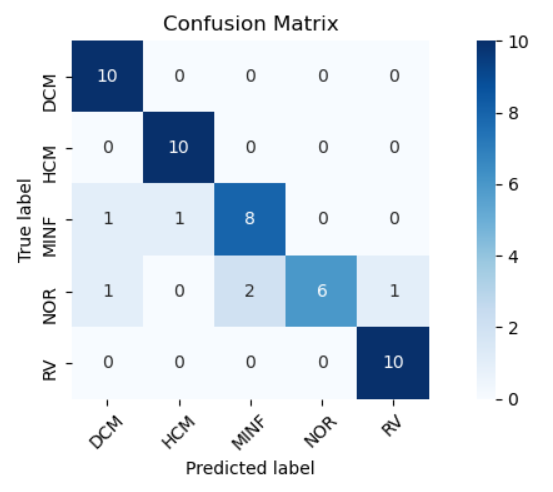 Confusion Matrix
True label
DCM 10 0 0 0 0
HCM 0 10 0 0 0
MINF 1 1 8 0 0
NOR 1 0 2 6 1
RV 0 0 0 0 10
DCM HCM MINF NOR RV
Predicted label
10
8
6
4
2
0